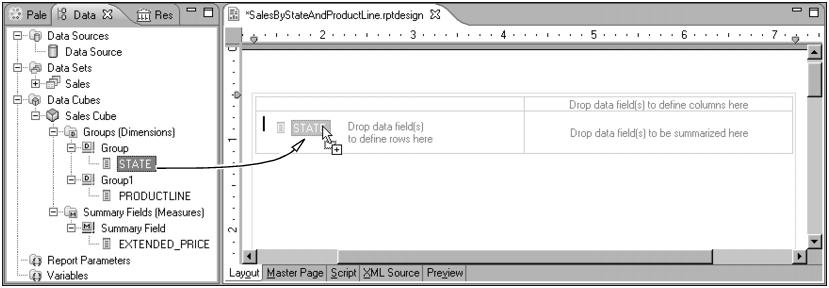 Pale Data Res
Data Sources
Data Source
Data Sets
Sales
Data Cubes
Sales Cube
Groups (Dimensions)
Group
STATE
Group1
PRODUCTLINE
Summary Fields (Measures)
Summary Field
EXTENDED_PRICE
Report Parameters
Variables
*SalesByStateAndProductLine.rptdesign
0 1 2 3 4 5 6 7
0
1
2
Drop data field(s) to define columns here
STATE
Drop data field(s)
to define rows here
Drop data field(s) to be summarized here
Layout Master Page Script XML Source Preview